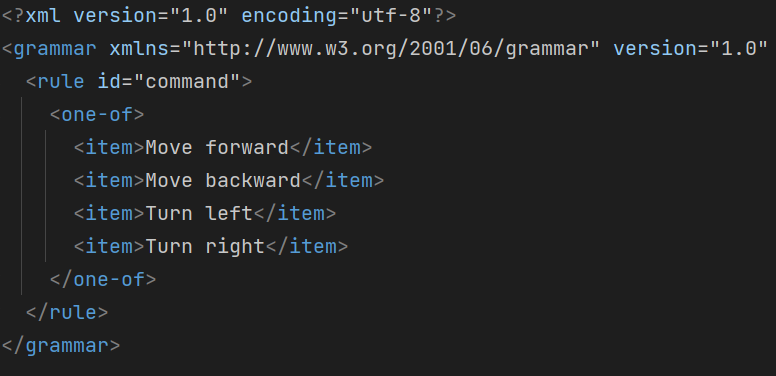 <?xml version="1.0" encoding="utf-8"?>
<grammar xmlns="http://www.w3.org/2001/06/grammar" version="1.0"
  <rule id="command">
    <one-of>
      <item>Move forward</item>
      <item>Move backward</item>
      <item>Turn left</item>
      <item>Turn right</item>
    </one-of>
  </rule>
</grammar>